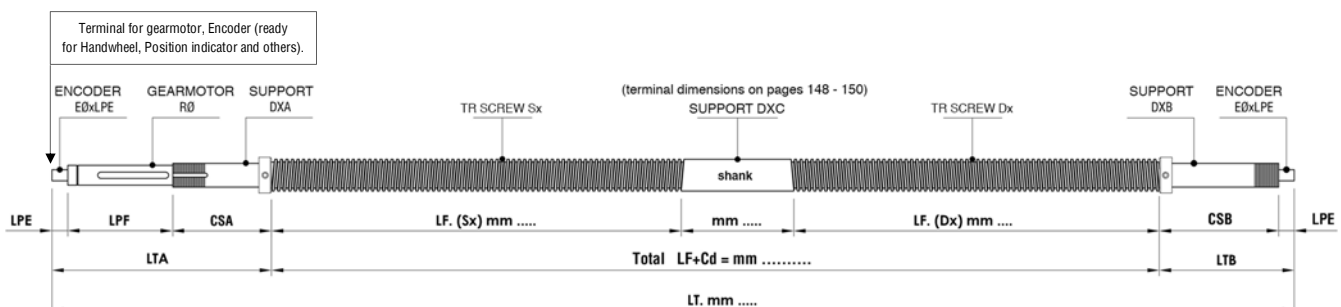 Terminal for gearmotor, Encoder (ready
for Handwheel, Position indicator and others).
ENCODER
EØxLPE
GEARMOTOR
RØ
SUPPORT
DXA
TR SCREW Sx
(terminal dimensions on pages 148 - 150)
SUPPORT DXC
TR SCREW Dx
SUPPORT
DXB
ENCODER
EØxLPE
shank
LPE
LPF
CSA
LF. (Sx) mm .....
mm .....
LF. (Dx) mm ....
CSB
LPE
LTA
Total LF+Cd = mm ..........
LTB
LT. mm .....